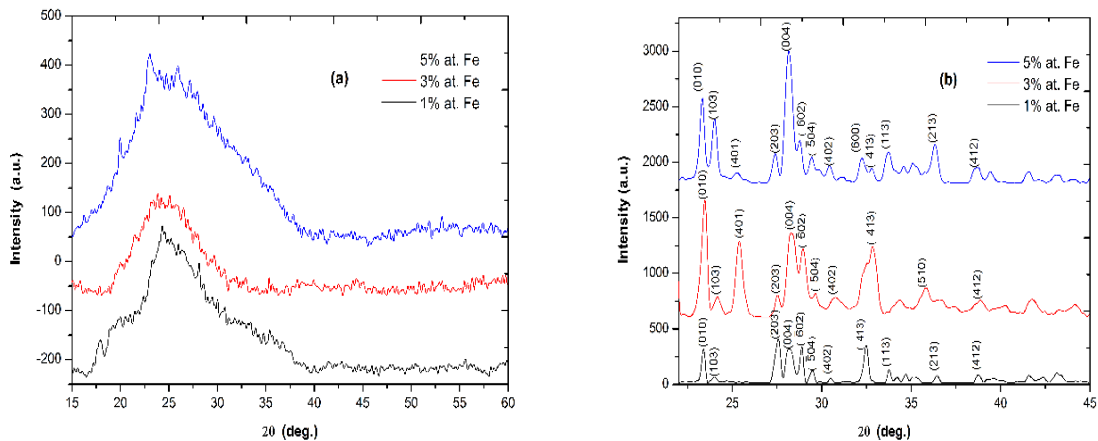 500
400
300
200
100
0
-100
-200
Intensity (a.u.)
15 20 25 30 35 40 45 50 55 60
2θ (deg.)
(a)
5% at. Fe
3% at. Fe
1% at. Fe
3000
2500
2000
1500
1000
500
0
Intensity (a.u.)
25 30 35 40 45
2θ (deg.)
(b)
5% at. Fe
3% at. Fe
1% at. Fe
(010) (103) (401) (203) (004) (602) (504) (402) (600) (413) (113) (213) (412)
(010) (103) (401) (203) (004) (602) (504) (402) (413) (510) (412)
(010) (103) (203) (004) (602) (504) (402) (413) (113) (213) (412)